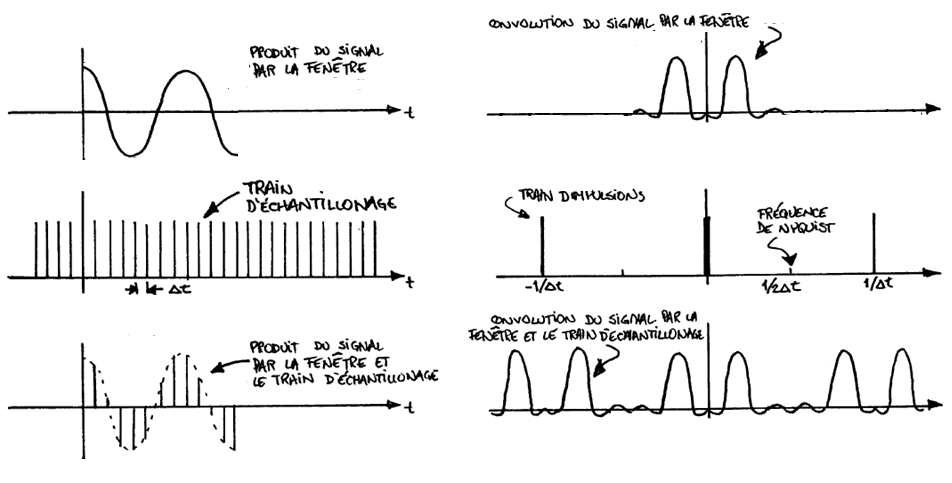 PRODUIT DU SIGNAL
PAR LA FENÊTRE
t
CONVOLUTION DU SIGNAL PAR LA FENÊTRE
TRAIN
D'ÉCHANTILLONAGE
Δt
t
TRAIN D'IMPULSIONS
FRÉQUENCE
DE NYQUIST
-1/Δt
1/2Δt
1/Δt
PRODUIT DU SIGNAL
PAR LA FENÊTRE ET
LE TRAIN D'ÉCHANTILLONAGE
t
CONVOLUTION DU SIGNAL PAR LA
FENÊTRE ET LE TRAIN D'ÉCHANTILLONAGE